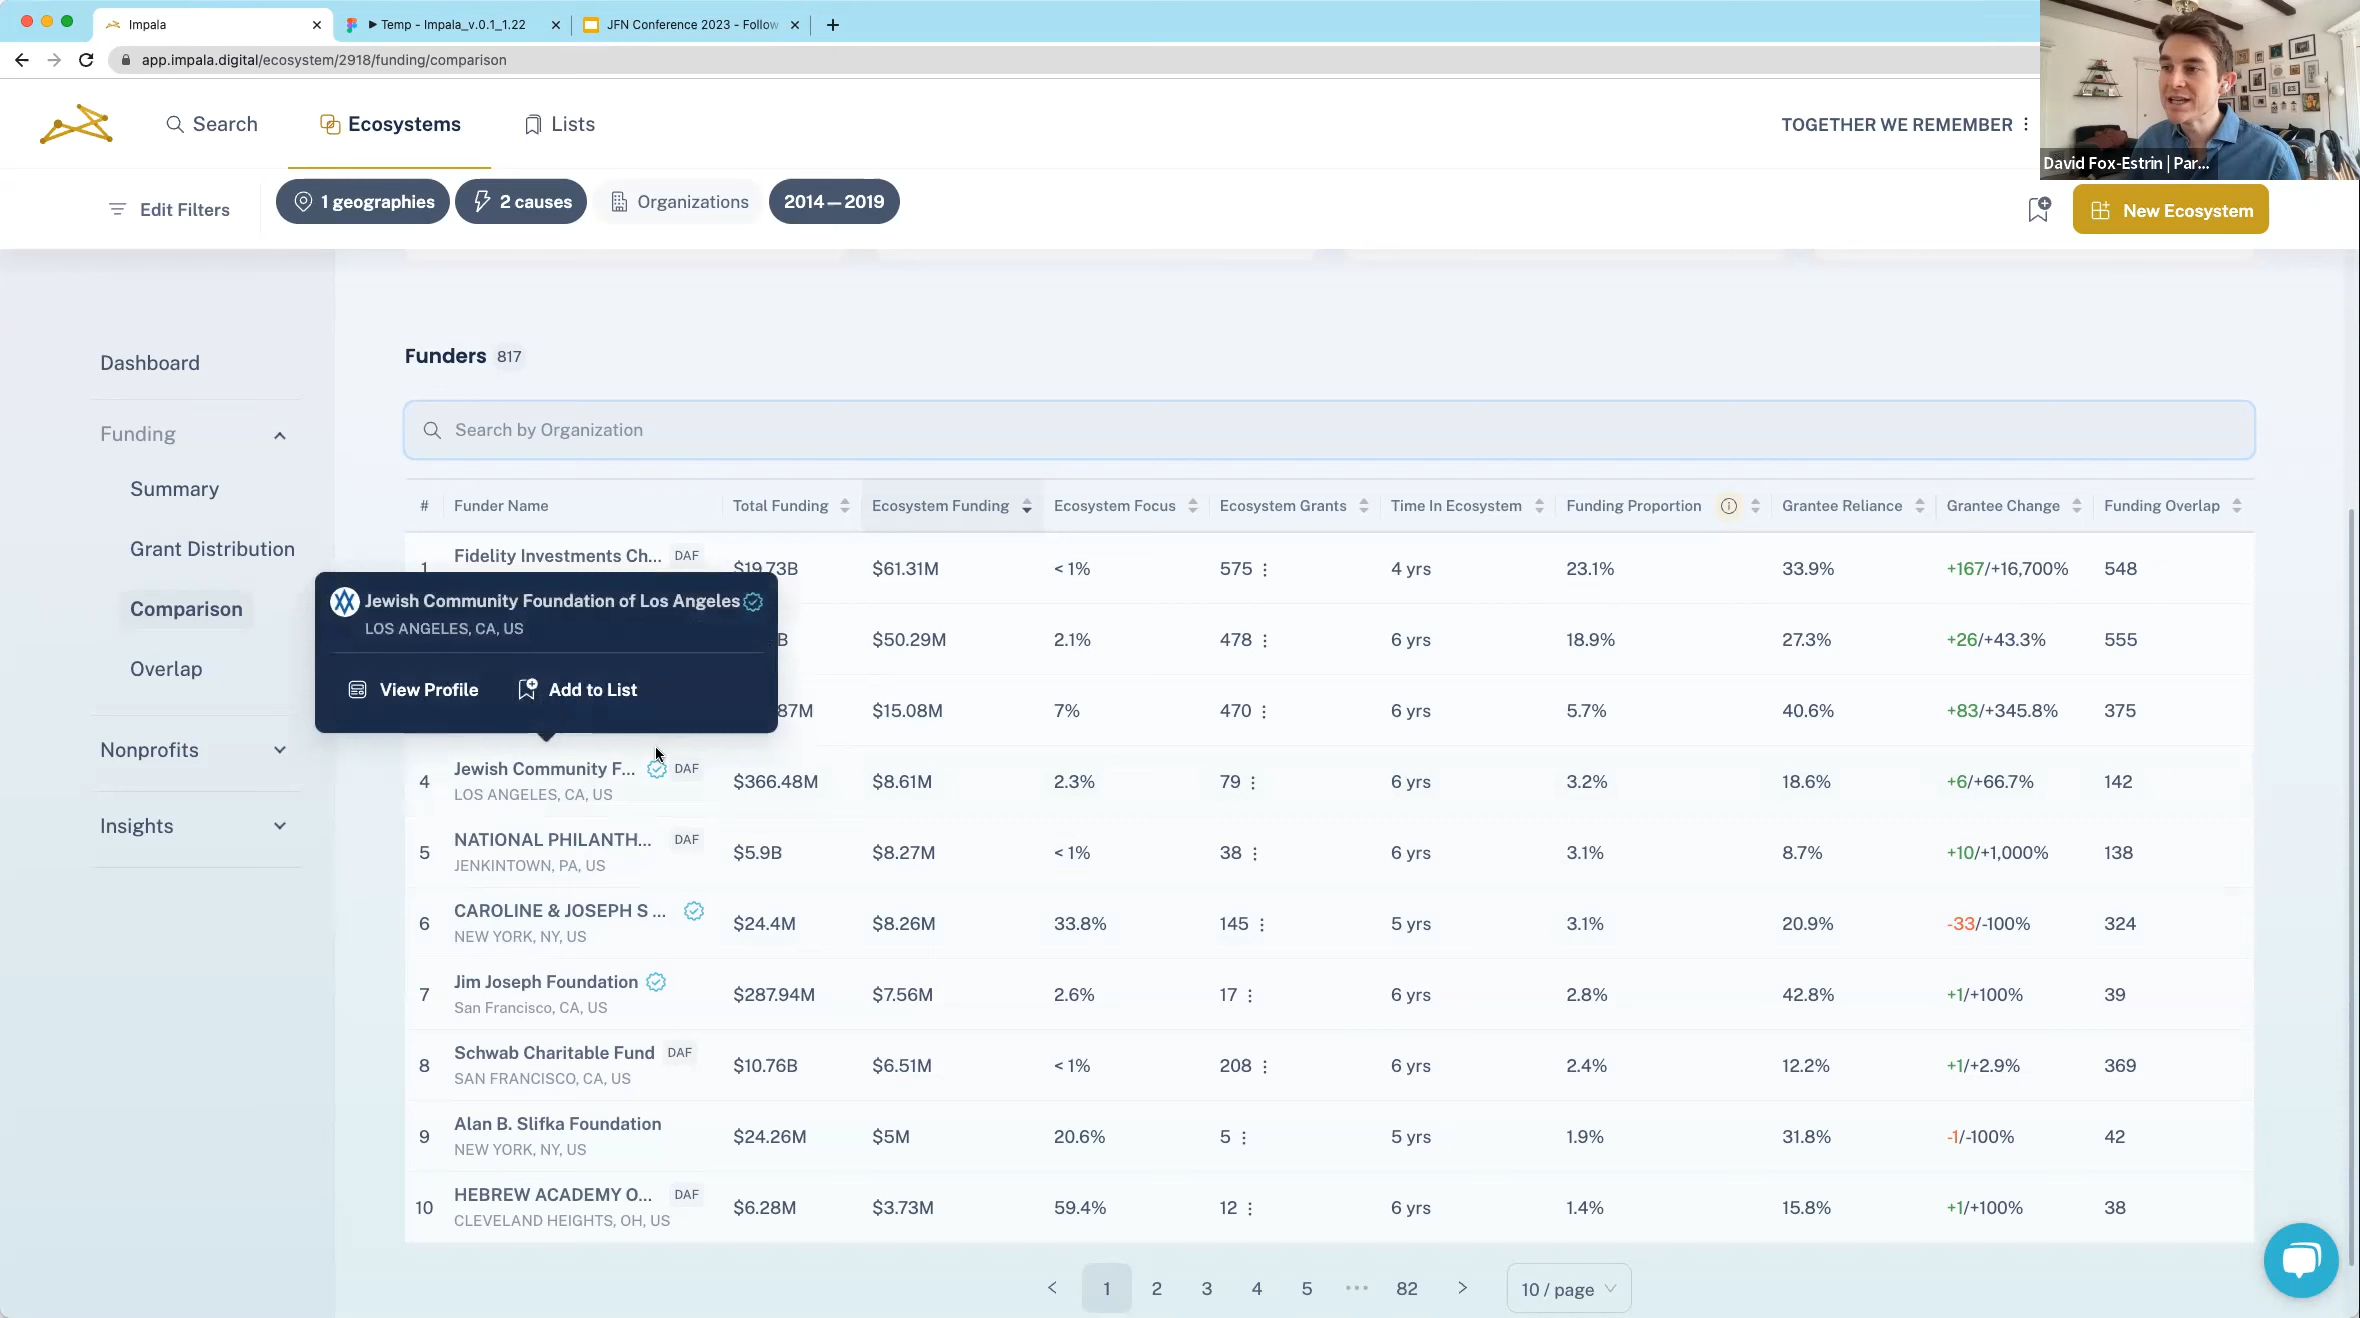 Impala
Temp - Impala_v.0.1_1.22
JFN Conference 2023 - Follow
app.impala.digital/ecosystem/2918/funding/comparison
Search
Ecosystems
Lists
TOGETHER WE REMEMBER
David Fox-Estrin | Par...
Edit Filters
1 geographies
2 causes
Organizations
2014 — 2019
New Ecosystem
Dashboard
Funding
Summary
Grant Distribution
Comparison
Overlap
Nonprofits
Insights
Funders 817
Search by Organization
# Funder Name Total Funding Ecosystem Funding Ecosystem Focus Ecosystem Grants Time In Ecosystem Funding Proportion Grantee Reliance Grantee Change Funding Overlap
1 Fidelity Investments Ch... DAF $19.73B $61.31M < 1% 575 4 yrs 23.1% 33.9% +167/+16,700% 548
Jewish Community Foundation of Los Angeles
LOS ANGELES, CA, US
View Profile Add to List
B $50.29M 2.1% 478 6 yrs 18.9% 27.3% +26/+43.3% 555
87M $15.08M 7% 470 6 yrs 5.7% 40.6% +83/+345.8% 375
4 Jewish Community F... DAF $366.48M $8.61M 2.3% 79 6 yrs 3.2% 18.6% +6/+66.7% 142
LOS ANGELES, CA, US
5 NATIONAL PHILANTH... DAF $5.9B $8.27M < 1% 38 6 yrs 3.1% 8.7% +10/+1,000% 138
JENKINTOWN, PA, US
6 CAROLINE & JOSEPH S ... $24.4M $8.26M 33.8% 145 5 yrs 3.1% 20.9% -33/-100% 324
NEW YORK, NY, US
7 Jim Joseph Foundation $287.94M $7.56M 2.6% 17 6 yrs 2.8% 42.8% +1/+100% 39
San Francisco, CA, US
8 Schwab Charitable Fund DAF $10.76B $6.51M < 1% 208 6 yrs 2.4% 12.2% +1/+2.9% 369
SAN FRANCISCO, CA, US
9 Alan B. Slifka Foundation $24.26M $5M 20.6% 5 5 yrs 1.9% 31.8% -1/-100% 42
NEW YORK, NY, US
10 HEBREW ACADEMY O... DAF $6.28M $3.73M 59.4% 12 6 yrs 1.4% 15.8% +1/+100% 38
CLEVELAND HEIGHTS, OH, US
1 2 3 4 5 ••• 82 10 / page